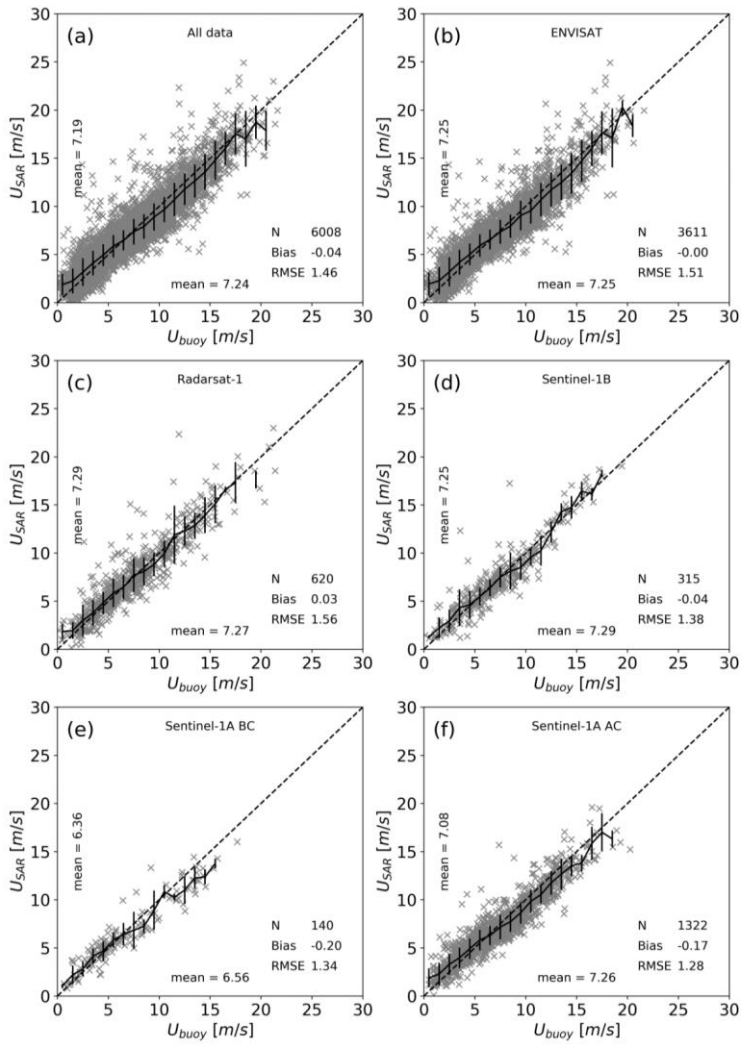 (a)
All data
30
25
20
15
10
5
0
U_SAR [m/s]
mean = 7.19
N 6008
Bias -0.04
RMSE 1.46
mean = 7.24
0 5 10 15 20 25 30
U_buoy [m/s]
(b)
ENVISAT
30
25
20
15
10
5
0
U_SAR [m/s]
mean = 7.25
N 3611
Bias -0.00
RMSE 1.51
mean = 7.25
0 5 10 15 20 25 30
U_buoy [m/s]
(c)
Radarsat-1
30
25
20
15
10
5
0
U_SAR [m/s]
mean = 7.29
N 620
Bias 0.03
RMSE 1.56
mean = 7.27
0 5 10 15 20 25 30
U_buoy [m/s]
(d)
Sentinel-1B
30
25
20
15
10
5
0
U_SAR [m/s]
mean = 7.25
N 315
Bias -0.04
RMSE 1.38
mean = 7.29
0 5 10 15 20 25 30
U_buoy [m/s]
(e)
Sentinel-1A BC
30
25
20
15
10
5
0
U_SAR [m/s]
mean = 6.36
N 140
Bias -0.20
RMSE 1.34
mean = 6.56
0 5 10 15 20 25 30
U_buoy [m/s]
(f)
Sentinel-1A AC
30
25
20
15
10
5
0
U_SAR [m/s]
mean = 7.08
N 1322
Bias -0.17
RMSE 1.28
mean = 7.26
0 5 10 15 20 25 30
U_buoy [m/s]